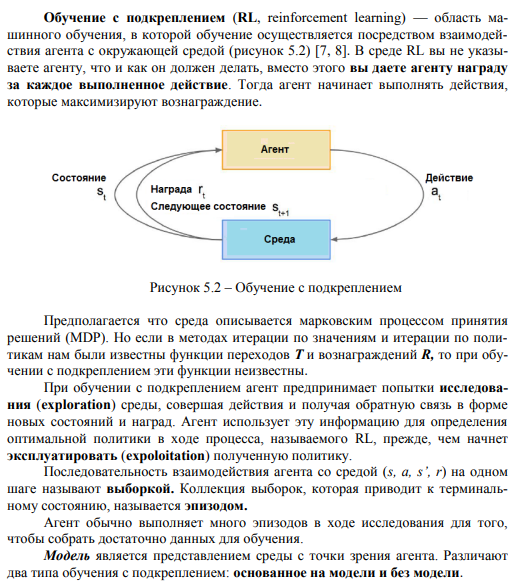 Обучение с подкреплением (RL, reinforcement learning) — область ма-
шинного обучения, в которой обучение осуществляется посредством взаимодей-
ствия агента с окружающей средой (рисунок 5.2) [7, 8]. В среде RL вы не указы-
ваете агенту, что и как он должен делать, вместо этого вы даете агенту награду
за каждое выполненное действие. Тогда агент начинает выполнять действия,
которые максимизируют вознаграждение.
Агент
Состояние
s_t
Награда r_t
Следующее состояние s_t+1
Действие
a_t
Среда
Рисунок 5.2 – Обучение с подкреплением
Предполагается что среда описывается марковским процессом принятия
решений (MDP). Но если в методах итерации по значениям и итерации по поли-
тикам нам были известны функции переходов T и вознаграждений R, то при обу-
чении с подкреплением эти функции неизвестны.
При обучении с подкреплением агент предпринимает попытки исследова-
ния (exploration) среды, совершая действия и получая обратную связь в форме
новых состояний и наград. Агент использует эту информацию для определения
оптимальной политики в ходе процесса, называемого RL, прежде, чем начнет
эксплуатировать (expoloitation) полученную политику.
Последовательность взаимодействия агента со средой (s, a, s’, r) на одном
шаге называют выборкой. Коллекция выборок, которая приводит к терминаль-
ному состоянию, называется эпизодом.
Агент обычно выполняет много эпизодов в ходе исследования для того,
чтобы собрать достаточно данных для обучения.
Модель является представлением среды с точки зрения агента. Различают
два типа обучения с подкреплением: основанное на модели и без модели.